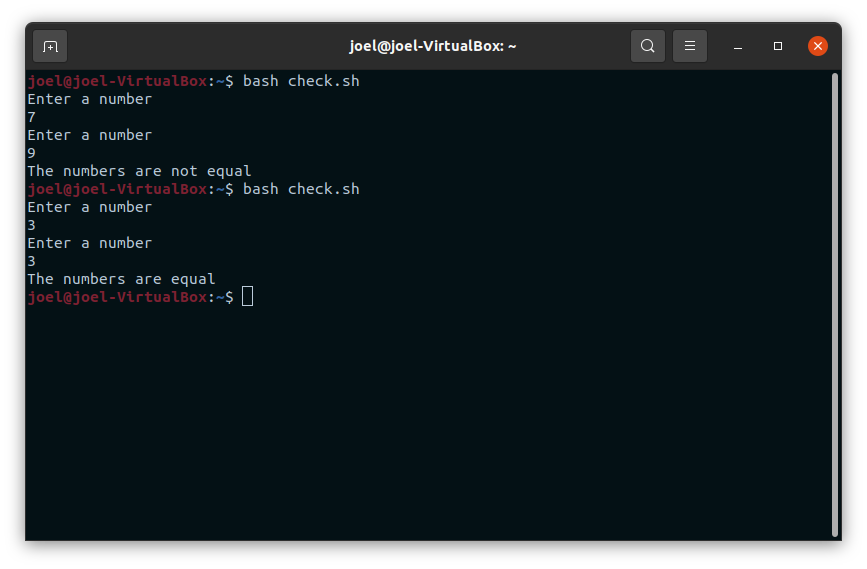 joel@joel-VirtualBox: ~
joel@joel-VirtualBox:~$ bash check.sh
Enter a number
7
Enter a number
9
The numbers are not equal
joel@joel-VirtualBox:~$ bash check.sh
Enter a number
3
Enter a number
3
The numbers are equal
joel@joel-VirtualBox:~$